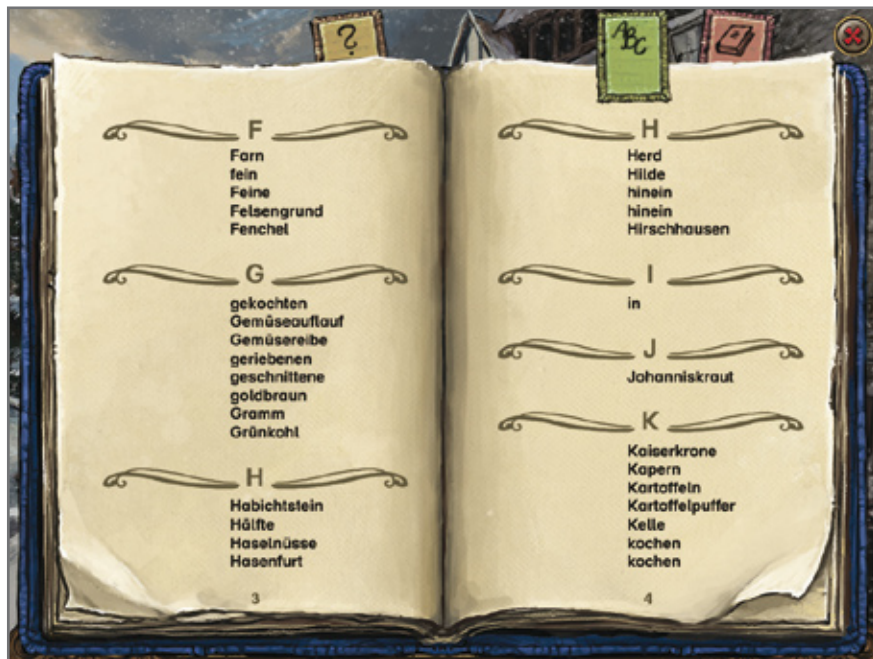 ?
ABC
F
Farn
fein
Feine
Felsengrund
Fenchel
G
gekochten
Gemüseauflauf
Gemüsereibe
geriebenen
geschnittene
goldbraun
Gramm
Grünkohl
H
Habichtstein
Hälfte
Haselnüsse
Hasenfurt
3
H
Herd
Hilde
hinein
hinein
Hirschhausen
I
in
J
Johanniskraut
K
Kaiserkrone
Kapern
Kartoffeln
Kartoffelpuffer
Kelle
kochen
kochen
4